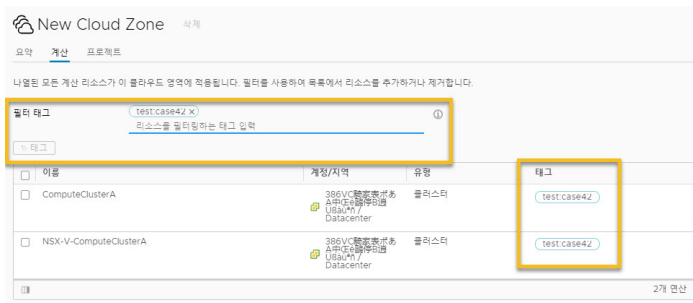 New Cloud Zone 삭제
요약 계산 프로젝트
나열된 모든 계산 리소스가 이 클라우드 영역에 적용됩니다. 필터를 사용하여 목록에서 리소스를 추가하거나 제거합니다.
필터 태그 test:case42 ×
리소스를 필터링하는 태그 입력
태그
이름 계정/지역 유형 태그
ComputeClusterA 클러스터 test:case42
386VC
Datacenter
NSX-V-ComputeClusterA 클러스터 test:case42
386VC
Datacenter
2개 연산